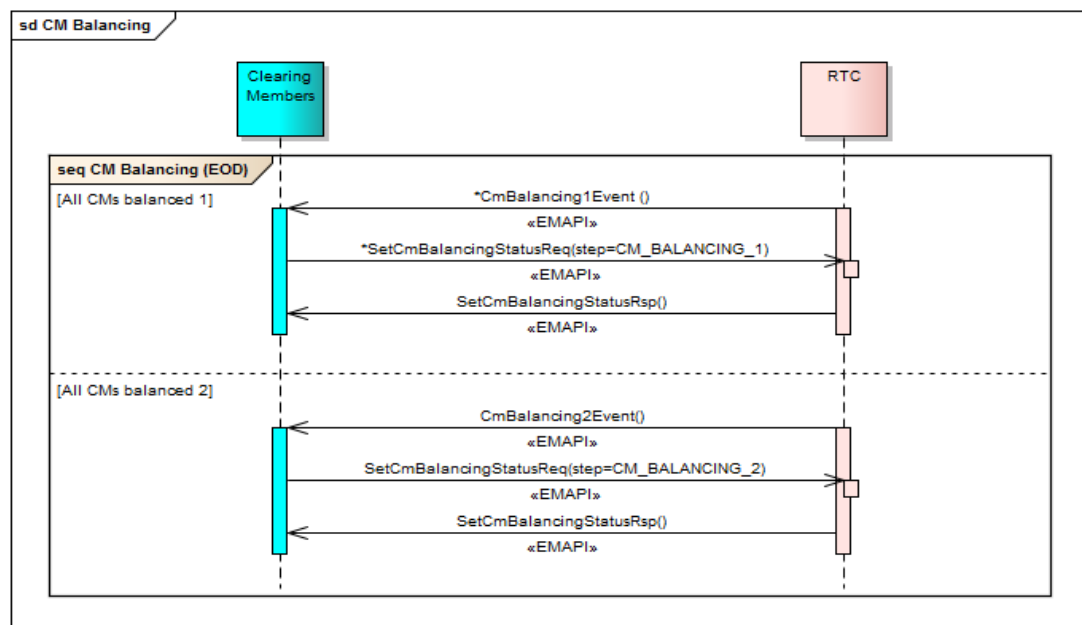 sd CM Balancing
Clearing
Members
RTC
seq CM Balancing (EOD)
[All CMs balanced 1]
*CmBalancing1Event ()
«EMAPI»
*SetCmBalancingStatusReq(step=CM_BALANCING_1)
«EMAPI»
SetCmBalancingStatusRsp()
«EMAPI»
[All CMs balanced 2]
CmBalancing2Event()
«EMAPI»
SetCmBalancingStatusReq(step=CM_BALANCING_2)
«EMAPI»
SetCmBalancingStatusRsp()
«EMAPI»